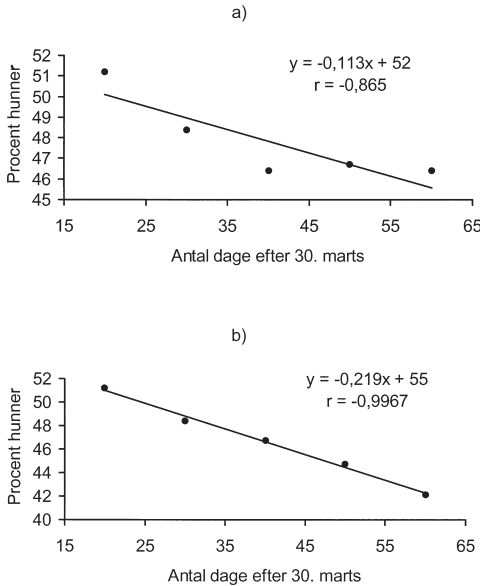 a)
y = -0,113x + 52
r = -0,865
Procent hunner
52
51
50
49
48
47
46
45
15 25 35 45 55 65
Antal dage efter 30. marts
b)
y = -0,219x + 55
r = -0,9967
Procent hunner
52
50
48
46
44
42
40
15 25 35 45 55 65
Antal dage efter 30. marts